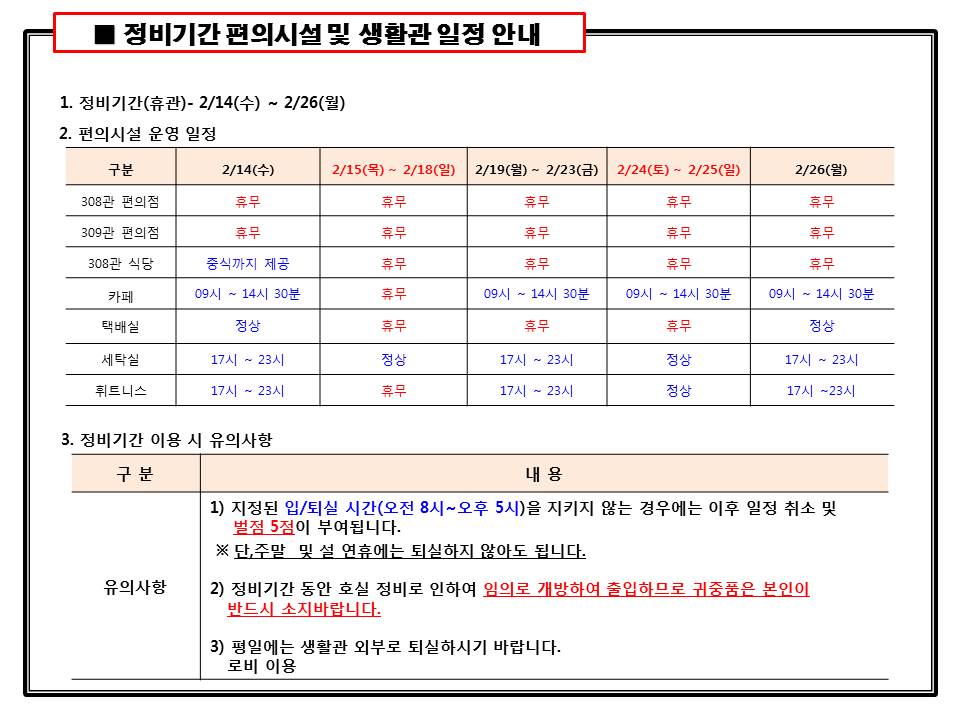 ■ 정비기간 편의시설 및 생활관 일정 안내
1. 정비기간(휴관)- 2/14(수) ~ 2/26(월)
2. 편의시설 운영 일정
구분 2/14(수) 2/15(목) ~ 2/18(일) 2/19(월) ~ 2/23(금) 2/24(토) ~ 2/25(일) 2/26(월)
308관 편의점 휴무 휴무 휴무 휴무 휴무
309관 편의점 휴무 휴무 휴무 휴무 휴무
308관 식당 중식까지 제공 휴무 휴무 휴무 휴무
카페 09시 ~ 14시 30분 휴무 09시 ~ 14시 30분 09시 ~ 14시 30분 09시 ~ 14시 30분
택배실 정상 휴무 휴무 휴무 정상
세탁실 17시 ~ 23시 정상 17시 ~ 23시 정상 17시 ~ 23시
휘트니스 17시 ~ 23시 휴무 17시 ~ 23시 정상 17시 ~23시
3. 정비기간 이용 시 유의사항
구 분 내 용
유의사항
1) 지정된 입/퇴실 시간(오전 8시~오후 5시)을 지키지 않는 경우에는 이후 일정 취소 및
벌점 5점이 부여됩니다.
※ 단,주말 및 설 연휴에는 퇴실하지 않아도 됩니다.
2) 정비기간 동안 호실 정비로 인하여 임의로 개방하여 출입하므로 귀중품은 본인이
반드시 소지바랍니다.
3) 평일에는 생활관 외부로 퇴실하시기 바랍니다.
로비 이용